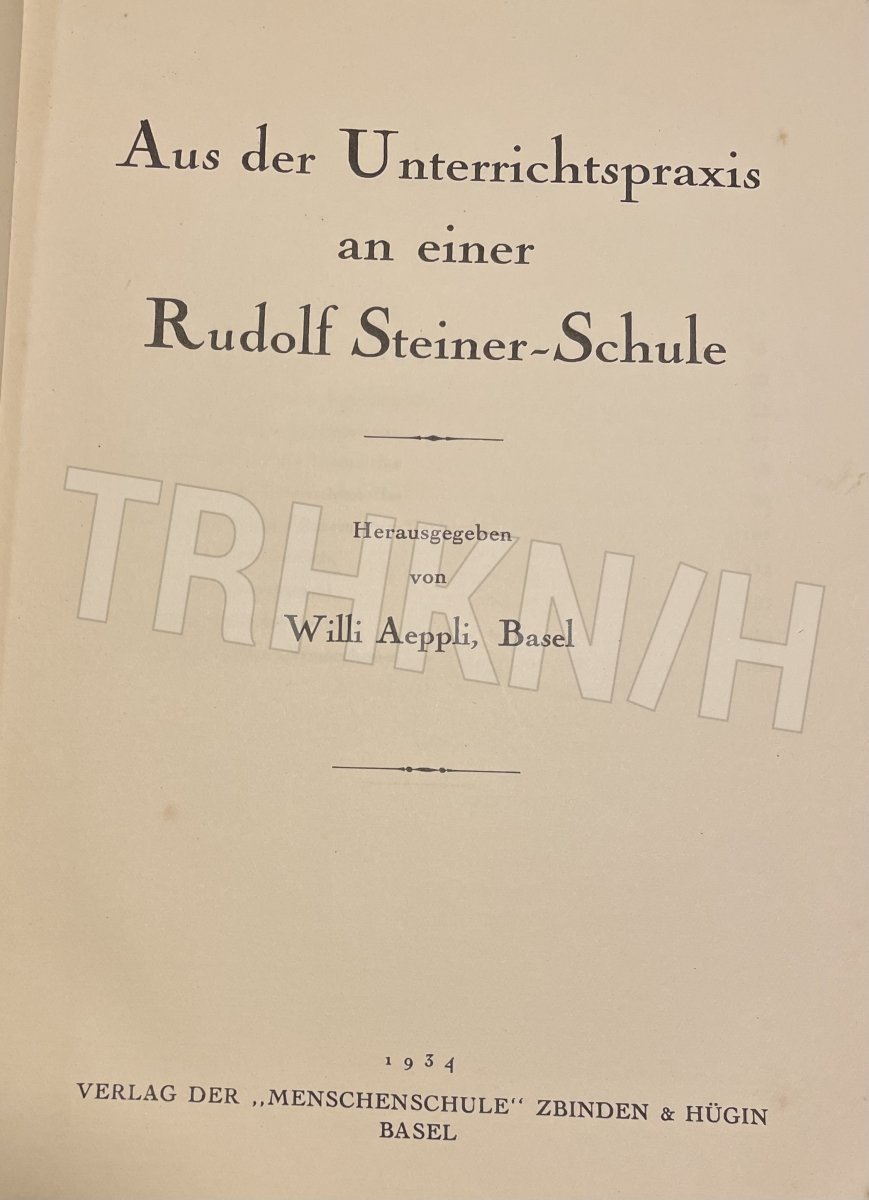 Aus der Unterrichtspraxis
an einer
Rudolf Steiner-Schule
Herausgegeben
von
Willi Aeppli, Basel
TRHKN/H
1934
VERLAG DER „MENSCHENSCHULE“ ZBINDEN & HÜGIN
BASEL